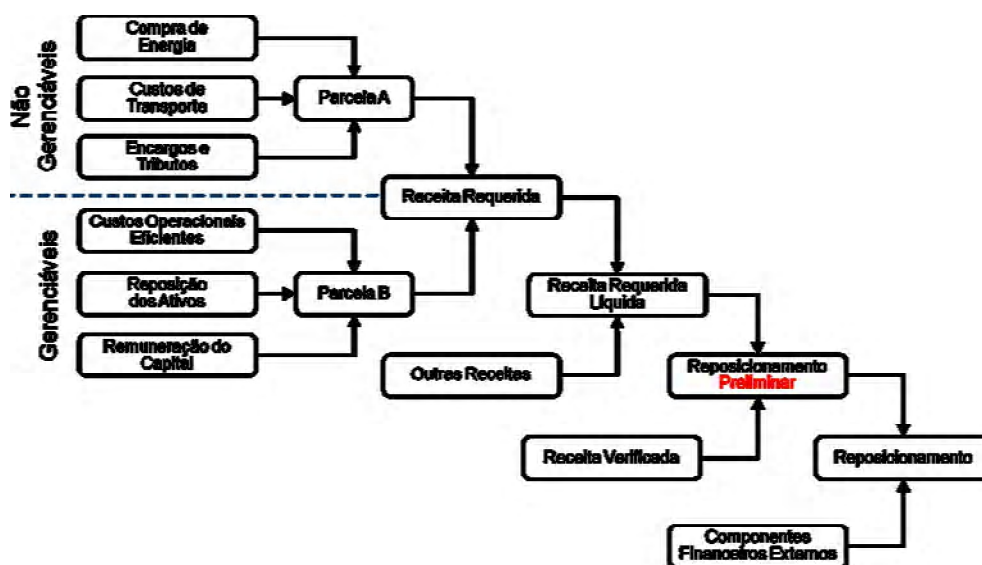 Não
Gerenciáveis
Compra de
Energia
Custos de
Transporte
Encargos e
Tributos
Parcela A
Receita Requerida
Gerenciáveis
Custos Operacionais
Eficientes
Reposição
dos Ativos
Remuneração do
Capital
Parcela B
Receita Requerida
Líquida
Outras Receitas
Reposicionamento
Preliminar
Receita Verificada
Reposicionamento
Componentes
Financeiros Externos